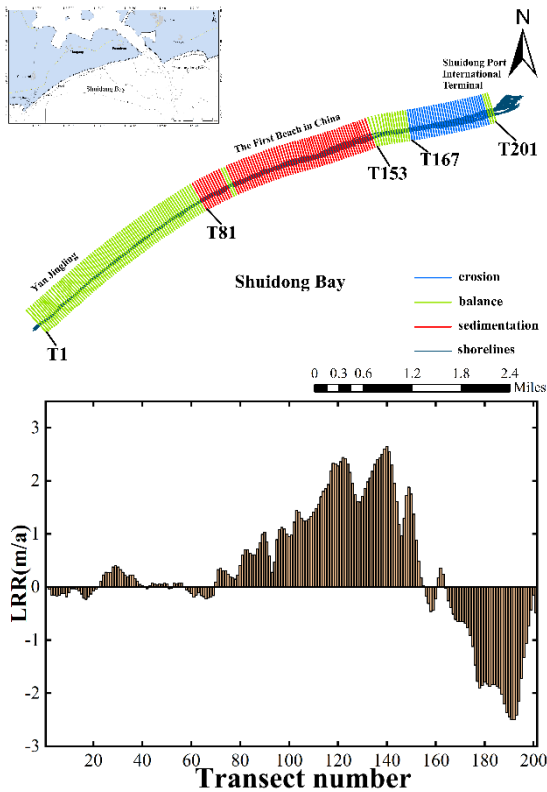 Shuidong Bay
N
Shuidong Port
International
Terminal
The First Beach in China
T201
T167
T153
T81
Yan Jingling
T1
Shuidong Bay
erosion
balance
sedimentation
shorelines
0 0.3 0.6 1.2 1.8 2.4
Miles
LRR(m/a)
3
2
1
0
-1
-2
-3
20 40 60 80 100 120 140 160 180 200
Transect number